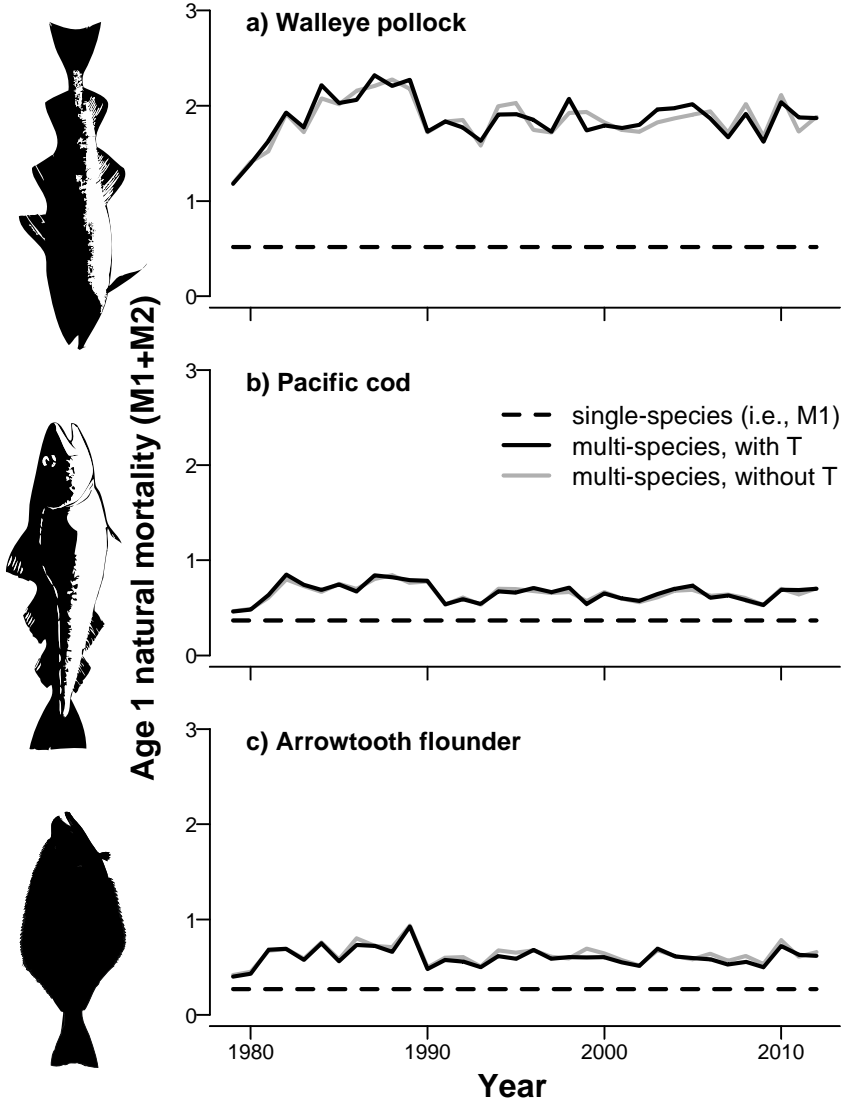 a) Walleye pollock
3
2
1
0
b) Pacific cod
3
2
1
0
single-species (i.e., M1)
multi-species, with T
multi-species, without T
c) Arrowtooth flounder
3
2
1
0
1980 1990 2000 2010
Year
Age 1 natural mortality (M1+M2)